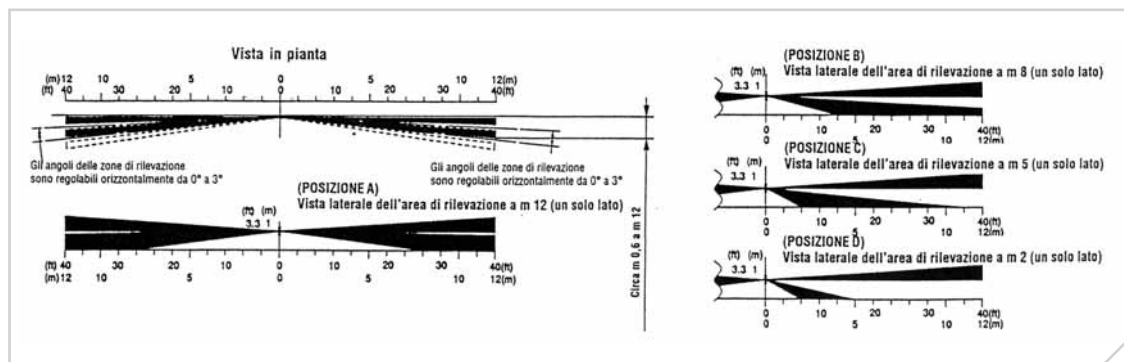 Vista in pianta
(m) 12 10 5 0 5 10 12(m)
(ft) 40 30 20 10 0 10 20 30 40(ft)
Gli angoli delle zone di rilevazione
sono regolabili orizzontalmente da 0° a 3°
Gli angoli delle zone di rilevazione
sono regolabili orizzontalmente da 0° a 3°
(POSIZIONE A)
Vista laterale dell'area di rilevazione a m 12 (un solo lato)
(ft) (m)
3.3 1
(ft) 40 30 20 10 0 10 20 30 40(ft)
(m) 12 10 5 0 5 10 12(m)
Circa m 0,6 a m 12
(POSIZIONE B)
Vista laterale dell'area di rilevazione a m 8 (un solo lato)
(ft) (m)
3.3 1
0 10 20 30 40(ft)
0 5 10 12(m)
(POSIZIONE C)
Vista laterale dell'area di rilevazione a m 5 (un solo lato)
(ft) (m)
3.3 1
0 10 20 30 40(ft)
0 5 10 12(m)
(POSIZIONE D)
Vista laterale dell'area di rilevazione a m 2 (un solo lato)
(ft) (m)
3.3 1
0 10 20 30 40(ft)
0 5 10 12(m)